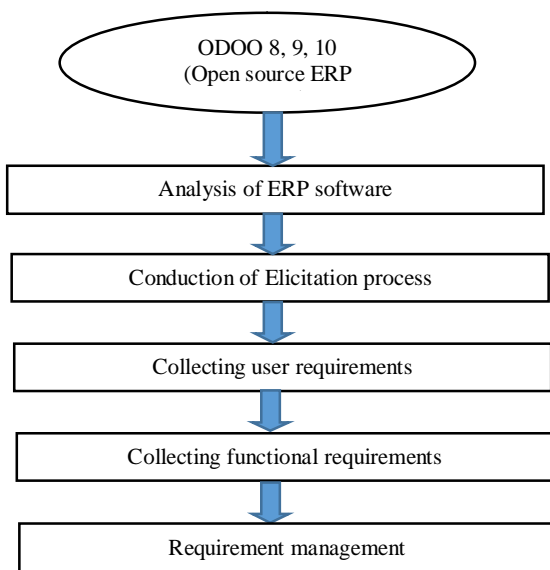 ODOO 8, 9, 10
(Open source ERP
Analysis of ERP software
Conduction of Elicitation process
Collecting user requirements
Collecting functional requirements
Requirement management